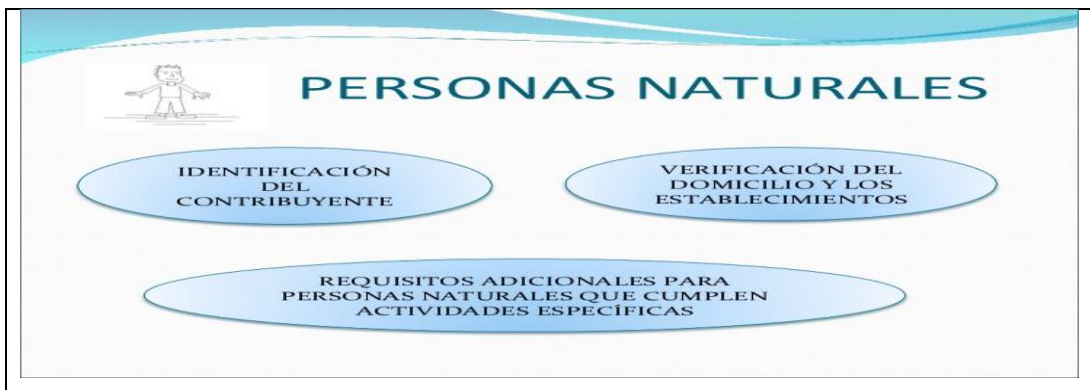 PERSONAS NATURALES
IDENTIFICACIÓN
DEL
CONTRIBUYENTE
VERIFICACIÓN DEL
DOMICILIO Y LOS
ESTABLECIMIENTOS
REQUISITOS ADICIONALES PARA
PERSONAS NATURALES QUE CUMPLEN
ACTIVIDADES ESPECÍFICAS